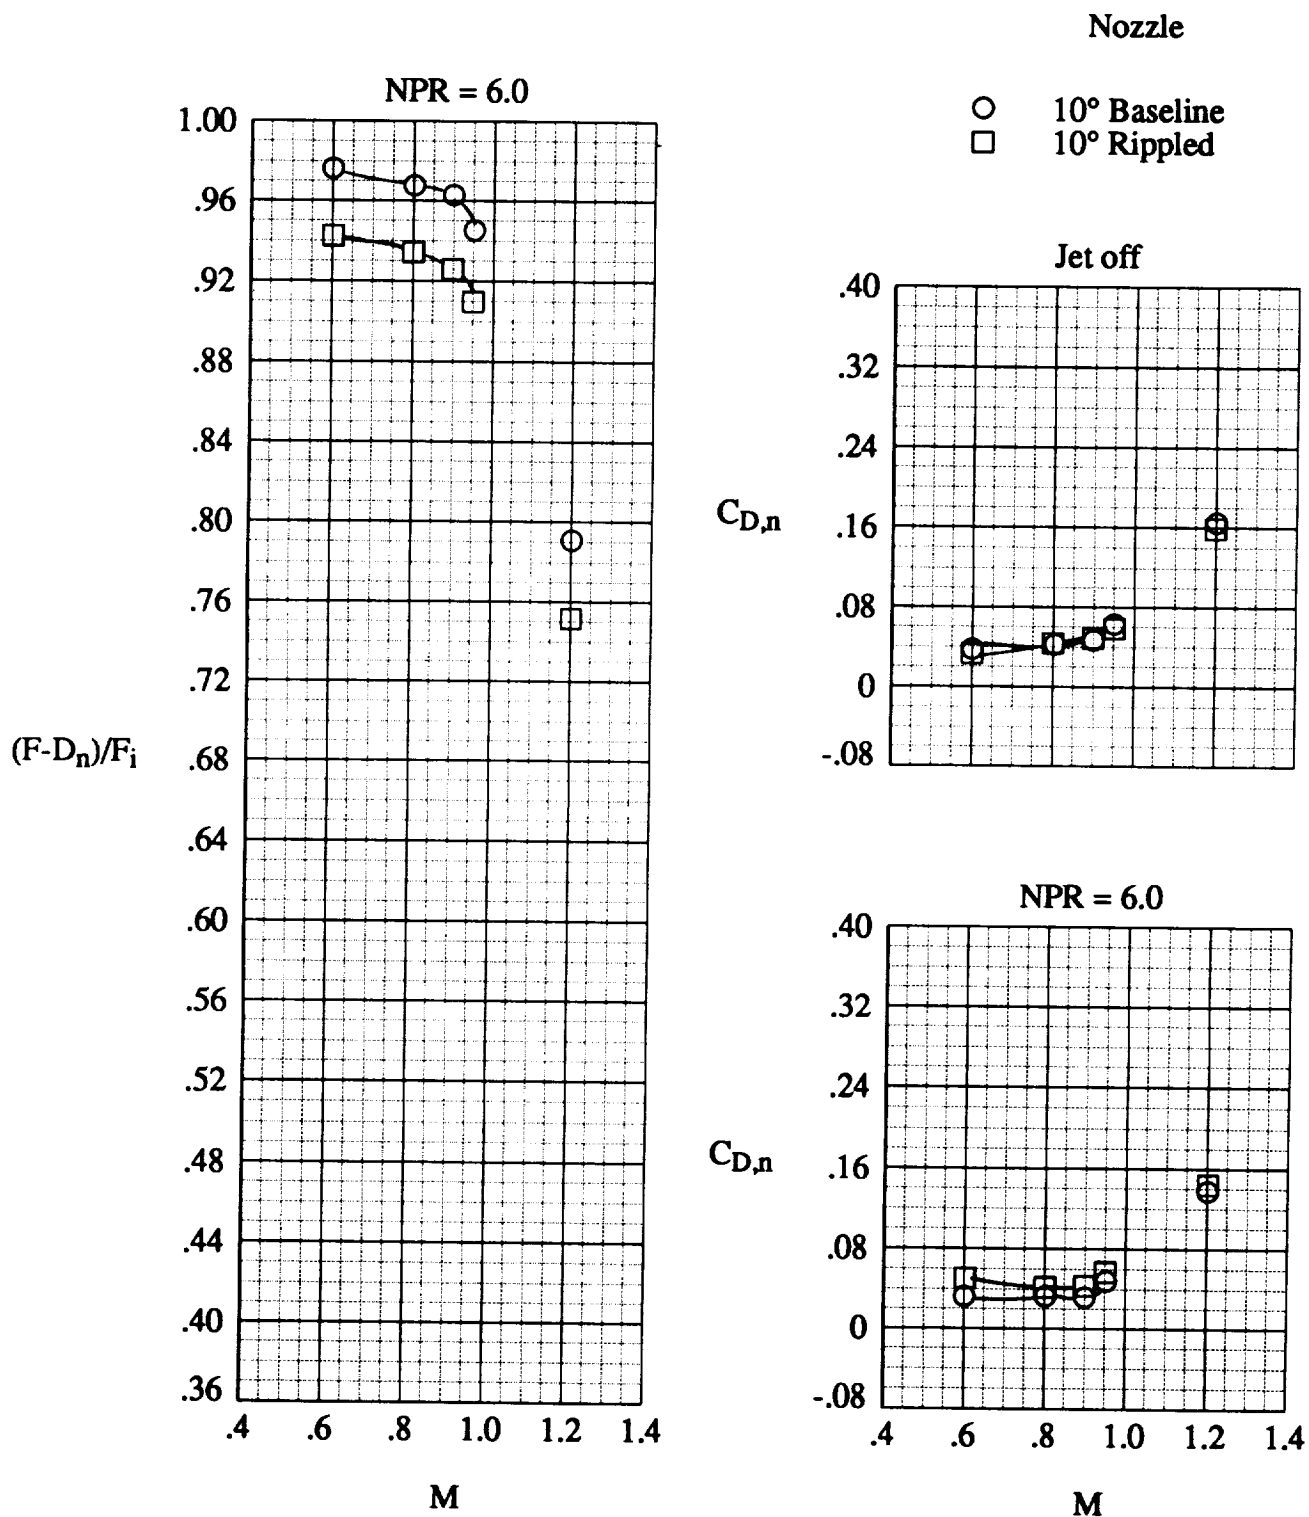 Nozzle
10° Baseline
10° Rippled
NPR = 6.0
1.00
.96
.92
.88
.84
.80
.76
.72
.68
.64
.60
.56
.52
.48
.44
.40
.36
(F-Dn)/Fi
.4 .6 .8 1.0 1.2 1.4
M
Jet off
.40
.32
.24
.16
.08
0
-.08
CD,n
NPR = 6.0
.40
.32
.24
.16
.08
0
-.08
CD,n
.4 .6 .8 1.0 1.2 1.4
M